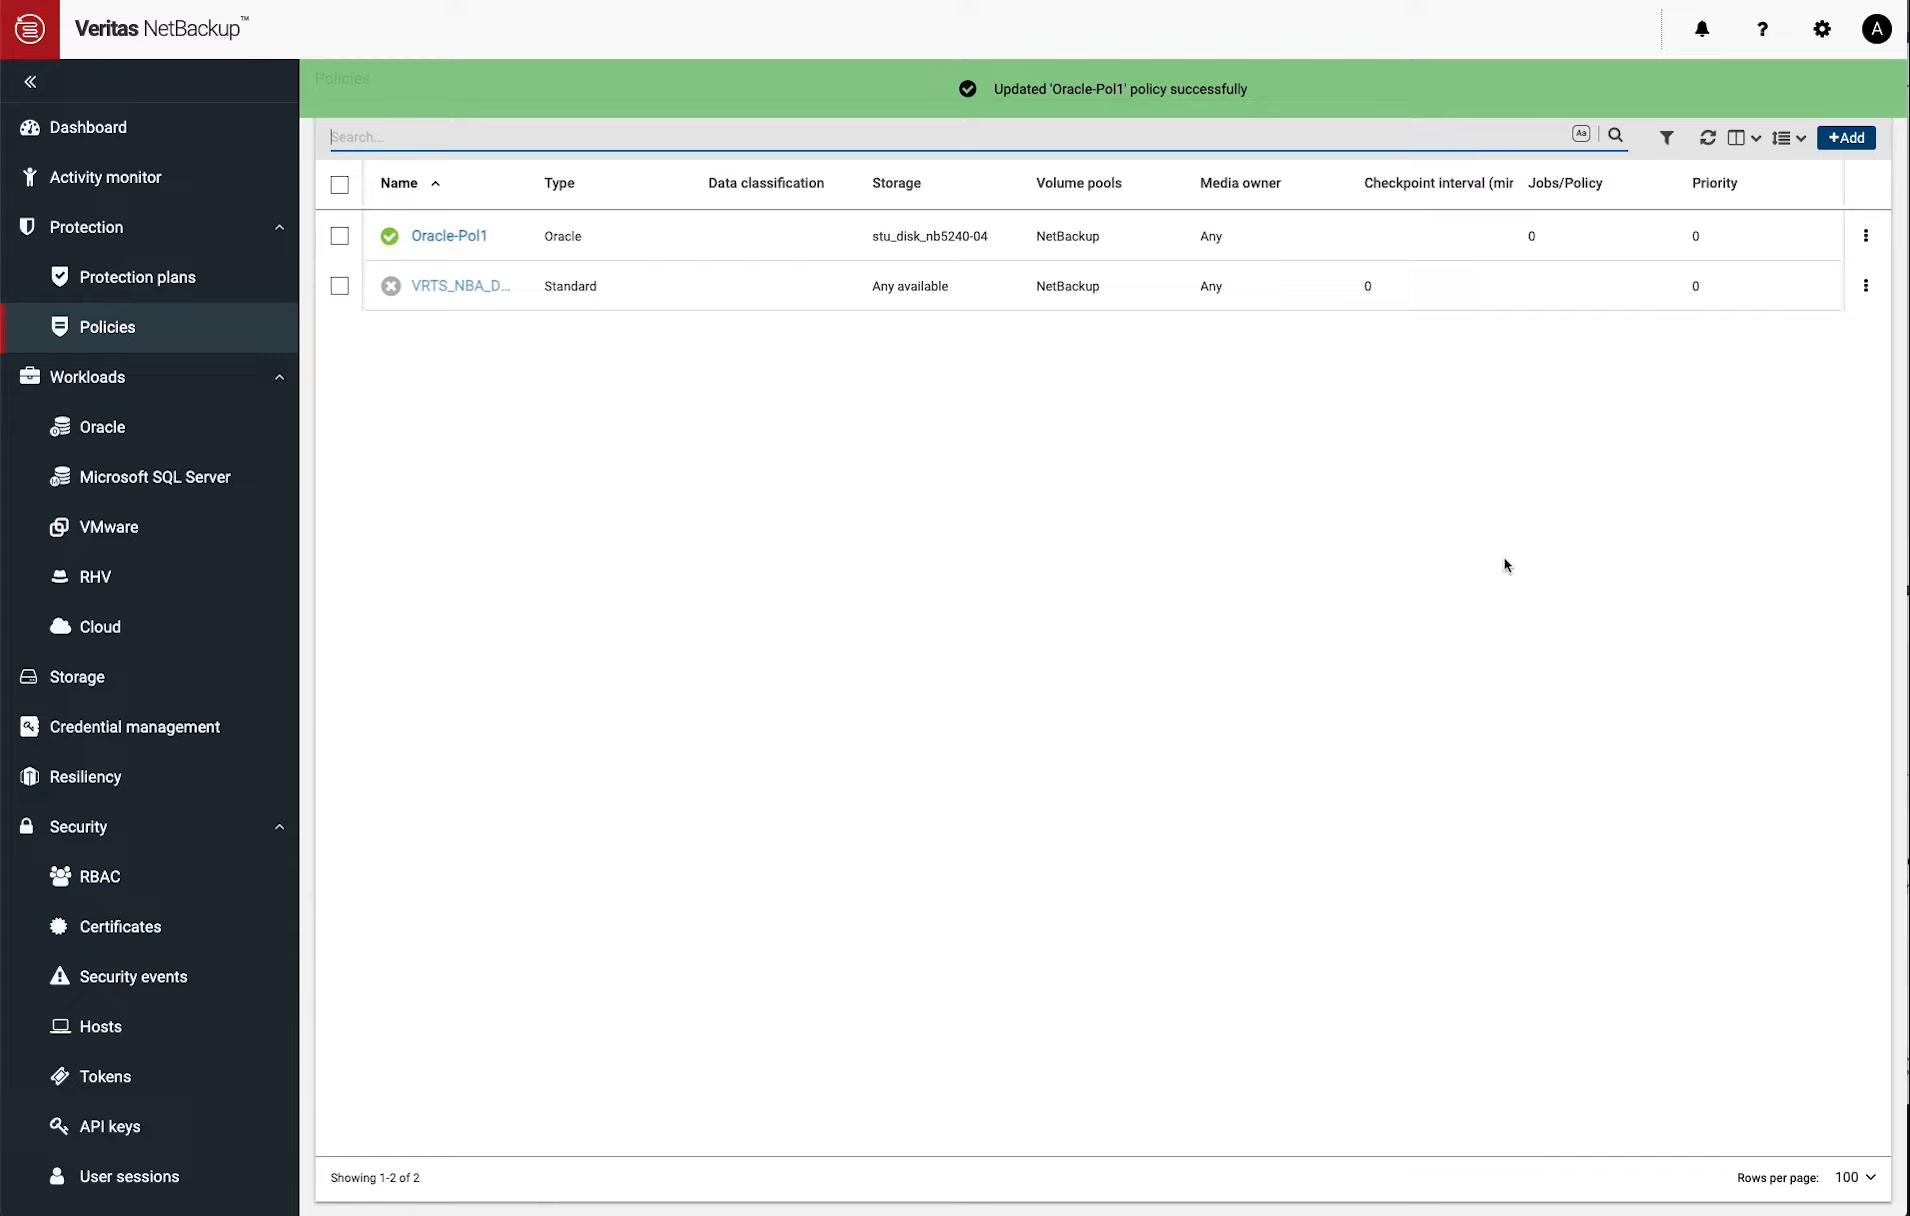 Veritas NetBackup™
A
Policies
Updated 'Oracle-Pol1' policy successfully
Search...
Aa
+Add
Dashboard
Activity monitor
Protection
Protection plans
Policies
Workloads
Oracle
Microsoft SQL Server
VMware
RHV
Cloud
Storage
Credential management
Resiliency
Security
RBAC
Certificates
Security events
Hosts
Tokens
API keys
User sessions
Name Type Data classification Storage Volume pools Media owner Checkpoint interval (mir Jobs/Policy Priority
Oracle-Pol1 Oracle stu_disk_nb5240-04 NetBackup Any 0 0
VRTS_NBA_D... Standard Any available NetBackup Any 0 0
Showing 1-2 of 2
Rows per page: 100